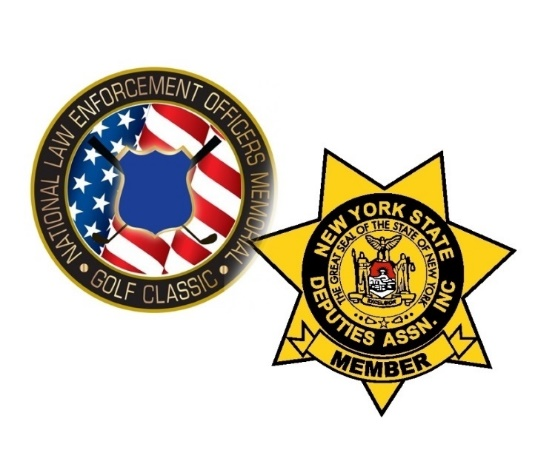 NATIONAL LAW ENFORCEMENT OFFICERS MEMORIAL
• GOLF CLASSIC •
NEW YORK STATE
THE GREAT SEAL OF THE STATE OF NEW YORK
EXCELSIOR
DEPUTIES ASSN. INC
MEMBER